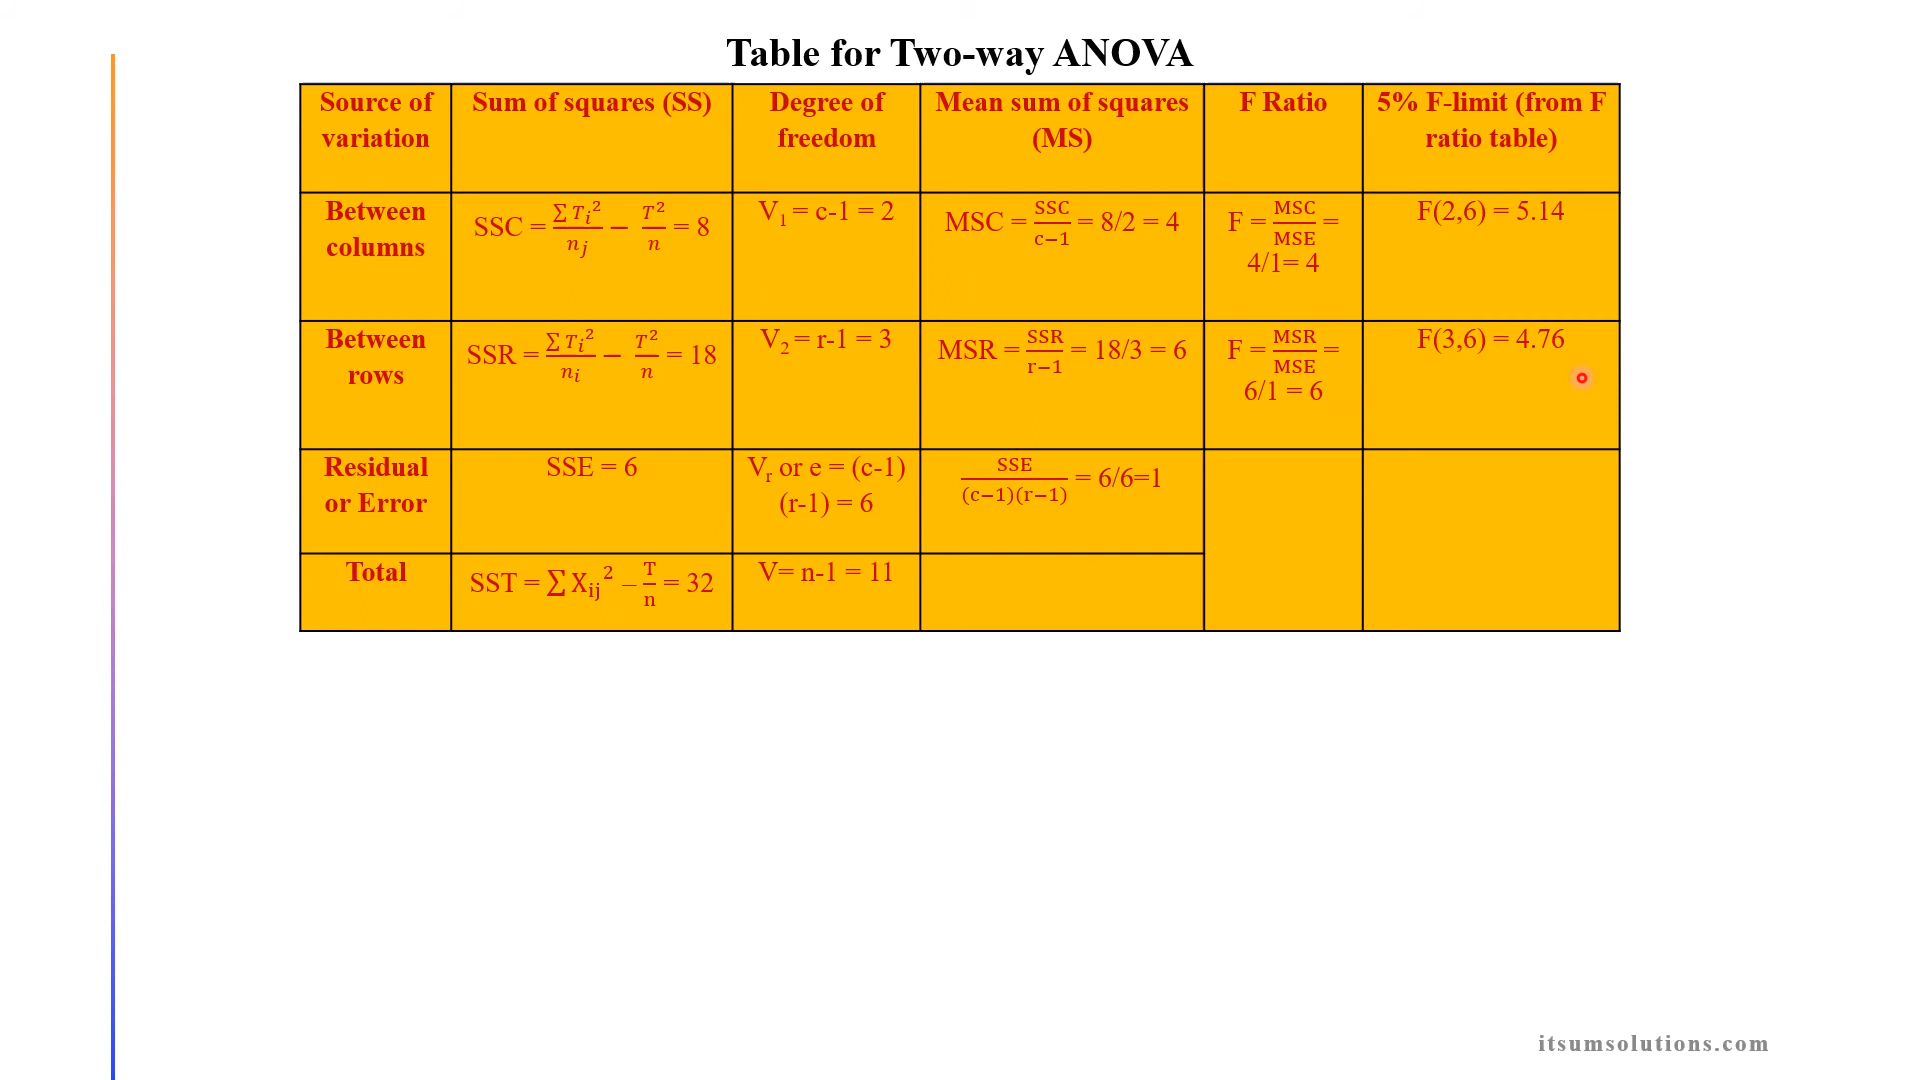 Table for Two-way ANOVA
Source of variation | Sum of squares (SS) | Degree of freedom | Mean sum of squares (MS) | F Ratio | 5% F-limit (from F ratio table)
Between columns | SSC = ∑ Tᵢ² / nⱼ − T² / n = 8 | V₁ = c-1 = 2 | MSC = SSC / c−1 = 8/2 = 4 | F = MSC / MSE = 4/1= 4 | F(2,6) = 5.14
Between rows | SSR = ∑ Tᵢ² / nᵢ − T² / n = 18 | V₂ = r-1 = 3 | MSR = SSR / r−1 = 18/3 = 6 | F = MSR / MSE = 6/1 = 6 | F(3,6) = 4.76
Residual or Error | SSE = 6 | Vᵣ or e = (c-1) (r-1) = 6 | SSE / (c−1)(r−1) = 6/6=1
Total | SST = ∑ Xᵢⱼ² – T / n = 32 | V= n-1 = 11
itsumsolutions.com